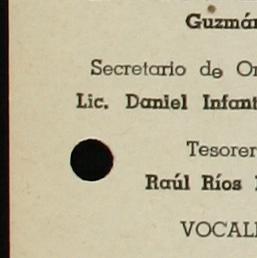 Guzmán
Secretario de Or
Lic. Daniel Infant
Tesorer
Raúl Ríos
VOCAL